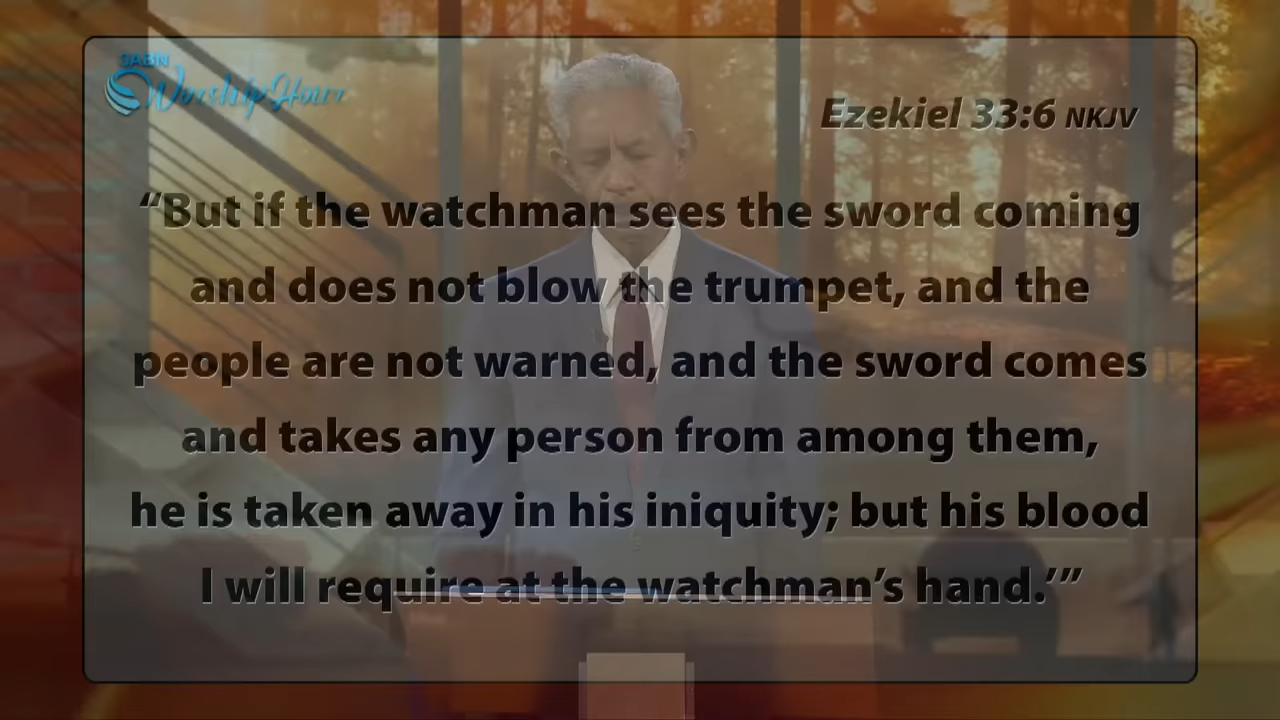 3ABN
Worship Hour
Ezekiel 33:6 NKJV
“But if the watchman sees the sword coming
and does not blow the trumpet, and the
people are not warned, and the sword comes
and takes any person from among them,
he is taken away in his iniquity; but his blood
I will require at the watchman’s hand.’”